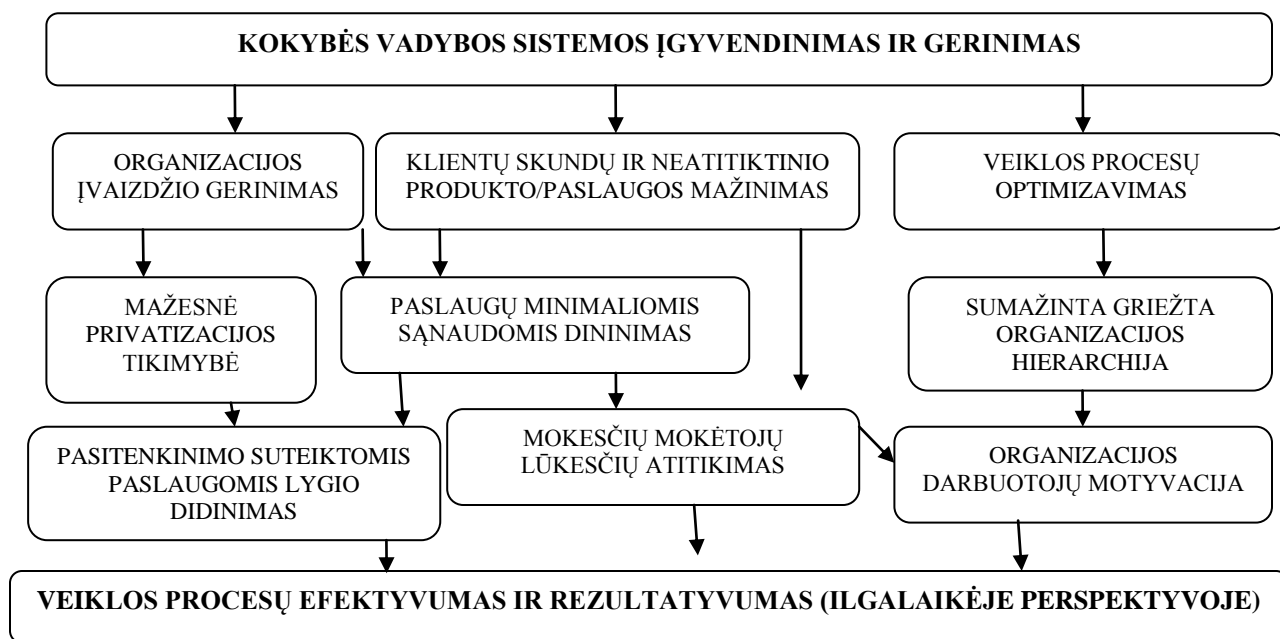 KOKYBĖS VADYBOS SISTEMOS ĮGYVENDINIMAS IR GERINIMAS
ORGANIZACIJOS
ĮVAIZDŽIO GERINIMAS
KLIENTŲ SKUNDŲ IR NEATITIKTINIO
PRODUKTO/PASLAUGOS MAŽINIMAS
VEIKLOS PROCESŲ
OPTIMIZAVIMAS
MAŽESNĖ
PRIVATIZACIJOS
TIKIMYBĖ
PASLAUGŲ MINIMALIOMIS
SĄNAUDOMIS DININIMAS
SUMAŽINTA GRIEŽTA
ORGANIZACIJOS
HIERARCHIJA
PASITENKINIMO SUTEIKTOMIS
PASLAUGOMIS LYGIO
DIDINIMAS
MOKESČIŲ MOKĖTOJŲ
LŪKESČIŲ ATITIKIMAS
ORGANIZACIJOS
DARBUOTOJŲ MOTYVACIJA
VEIKLOS PROCESŲ EFEKTYVUMAS IR REZULTATYVUMAS (ILGALAIKĖJE PERSPEKTYVOJE)